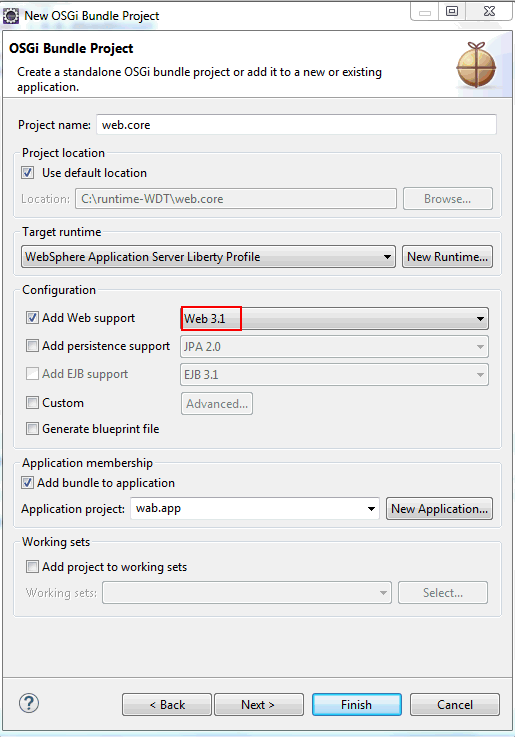 New OSGi Bundle Project
OSGi Bundle Project
Create a standalone OSGi bundle project or add it to a new or existing
application.
Project name: web.core
Project location
Use default location
Location: C:\runtime-WDT\web.core Browse...
Target runtime
WebSphere Application Server Liberty Profile New Runtime...
Configuration
Add Web support Web 3.1
Add persistence support JPA 2.0
Add EJB support EJB 3.1
Custom Advanced...
Generate blueprint file
Application membership
Add bundle to application
Application project: wab.app New Application...
Working sets
Add project to working sets
Working sets: Select...
? < Back Next > Finish Cancel